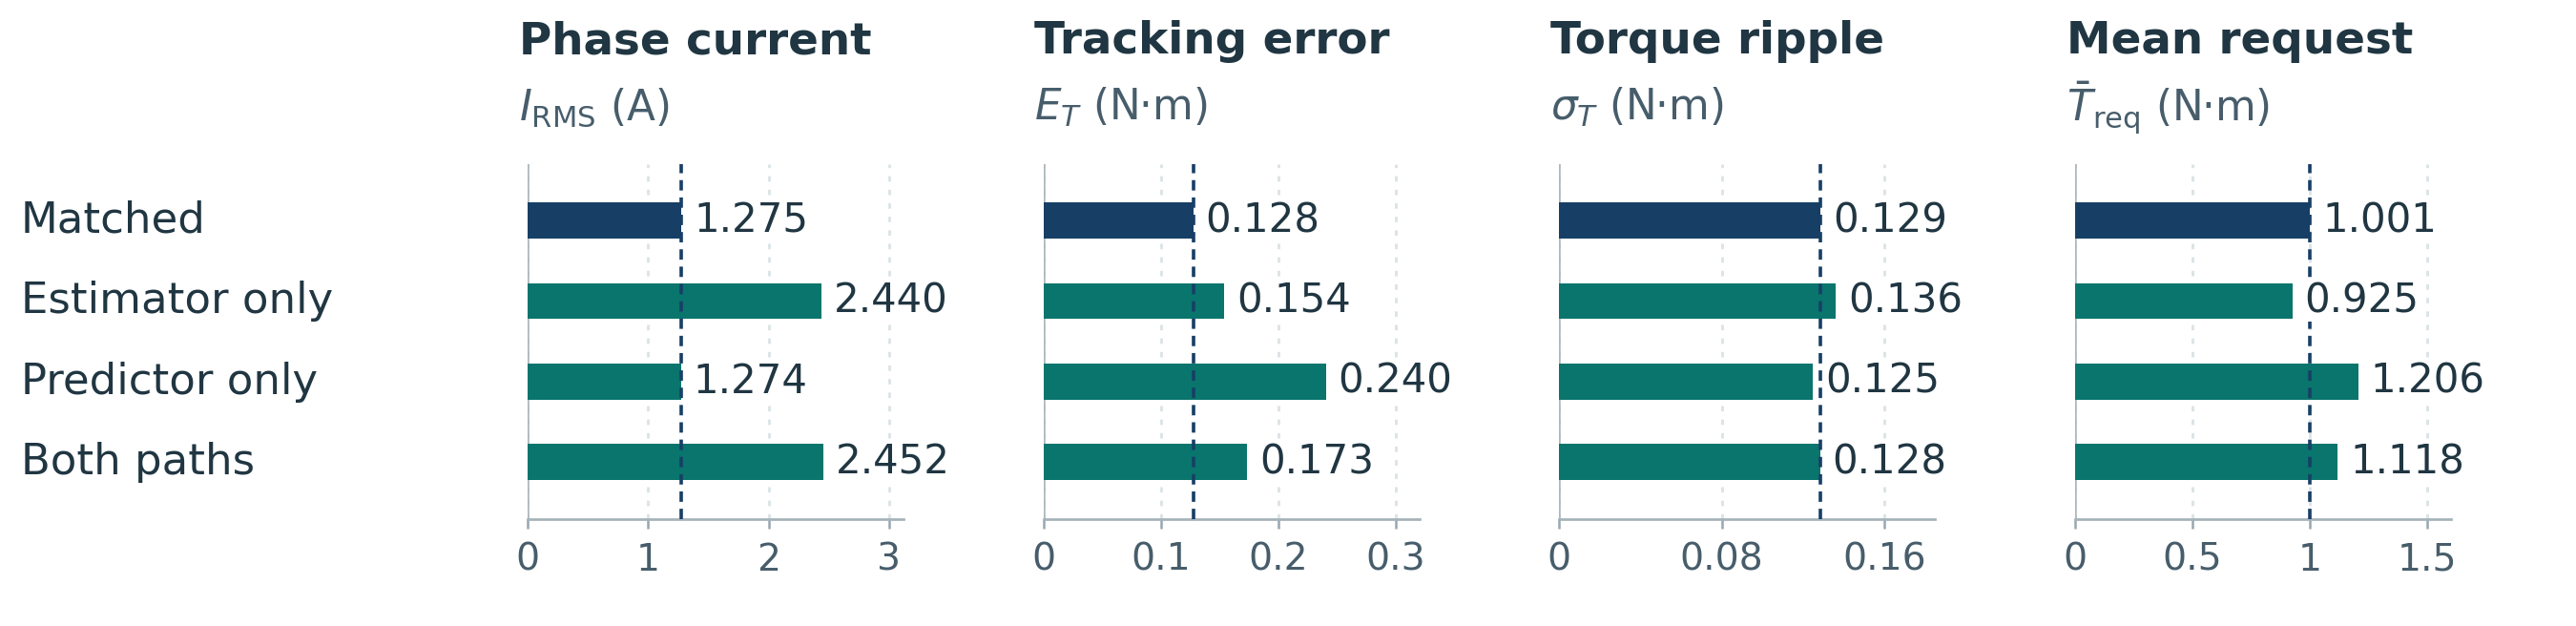 Phase current Tracking error Torque ripple Mean request
I_RMS (A) E_T (N·m) σ_T (N·m) T̄_req (N·m)
Matched 1.275 0.128 0.129 1.001
Estimator only 2.440 0.154 0.136 0.925
Predictor only 1.274 0.240 0.125 1.206
Both paths 2.452 0.173 0.128 1.118
0 1 2 3 0 0.1 0.2 0.3 0 0.08 0.16 0 0.5 1 1.5